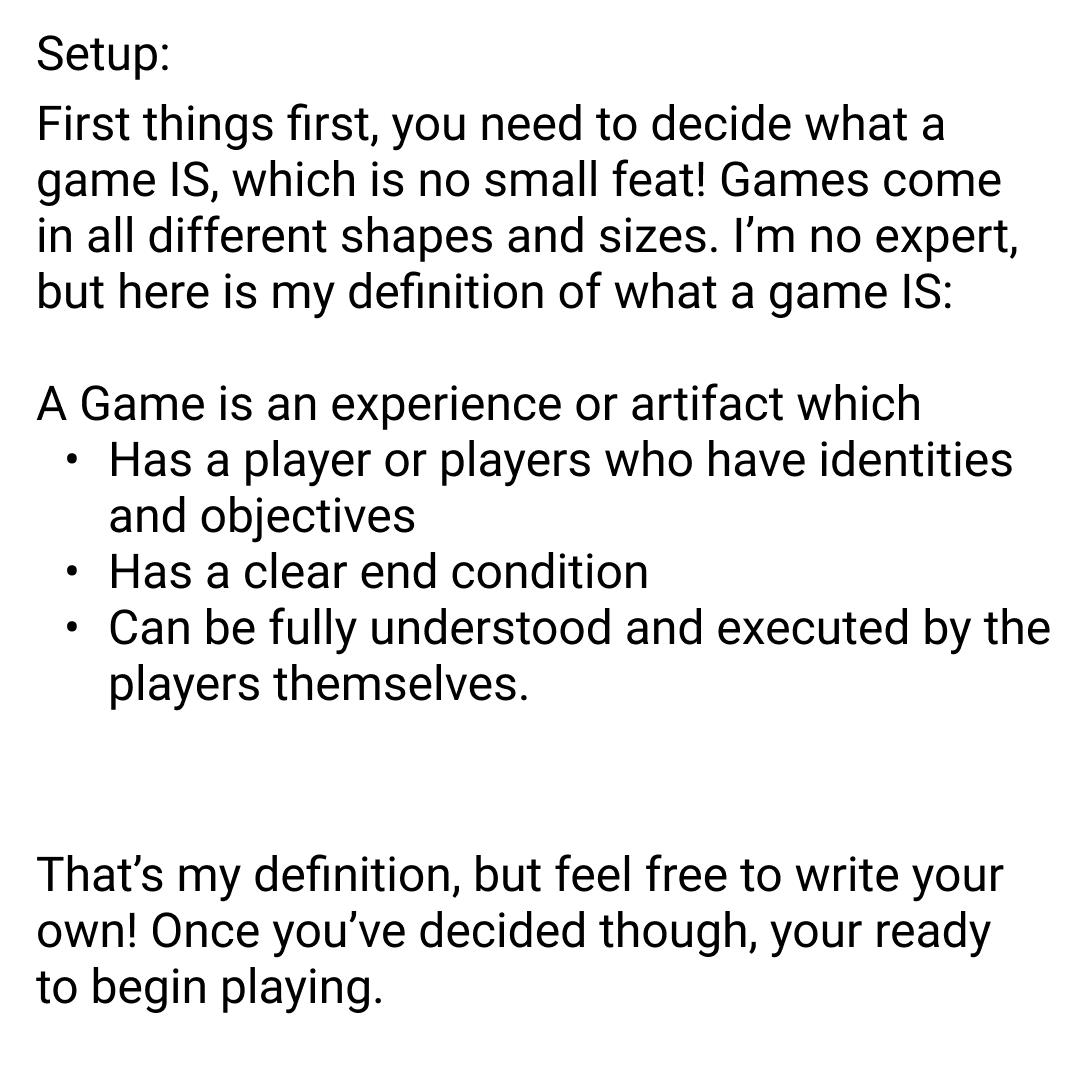 Setup:
First things first, you need to decide what a
game IS, which is no small feat! Games come
in all different shapes and sizes. I’m no expert,
but here is my definition of what a game IS:
A Game is an experience or artifact which
• Has a player or players who have identities
and objectives
• Has a clear end condition
• Can be fully understood and executed by the
players themselves.
That’s my definition, but feel free to write your
own! Once you’ve decided though, your ready
to begin playing.